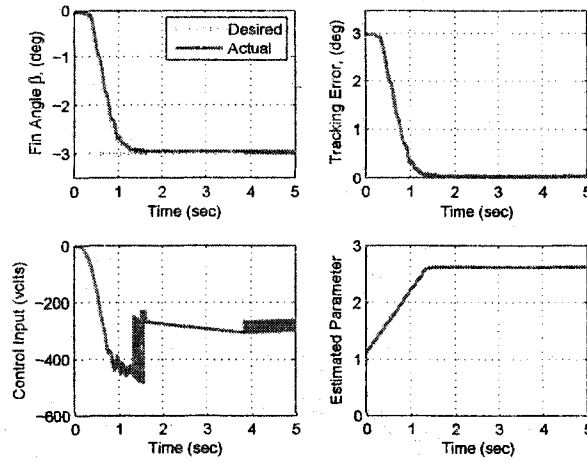 Fin Angle β, (deg)
0
−1
−2
−3
Desired
Actual
0 1 2 3 4 5
Time (sec)
Tracking Error, (deg)
3
2
1
0
0 1 2 3 4 5
Time (sec)
Control Input (volts)
0
−200
−400
−600
0 1 2 3 4 5
Time (sec)
Estimated Parameter
3
2
1
0
0 1 2 3 4 5
Time (sec)